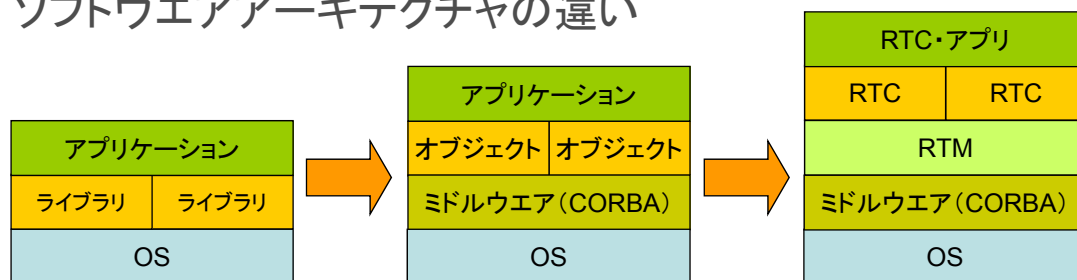 ソフトウエアアーキテクチャの違い
アプリケーション
ライブラリ ライブラリ
OS
アプリケーション
オブジェクト オブジェクト
ミドルウエア(CORBA)
OS
RTC・アプリ
RTC RTC
RTM
ミドルウエア(CORBA)
OS